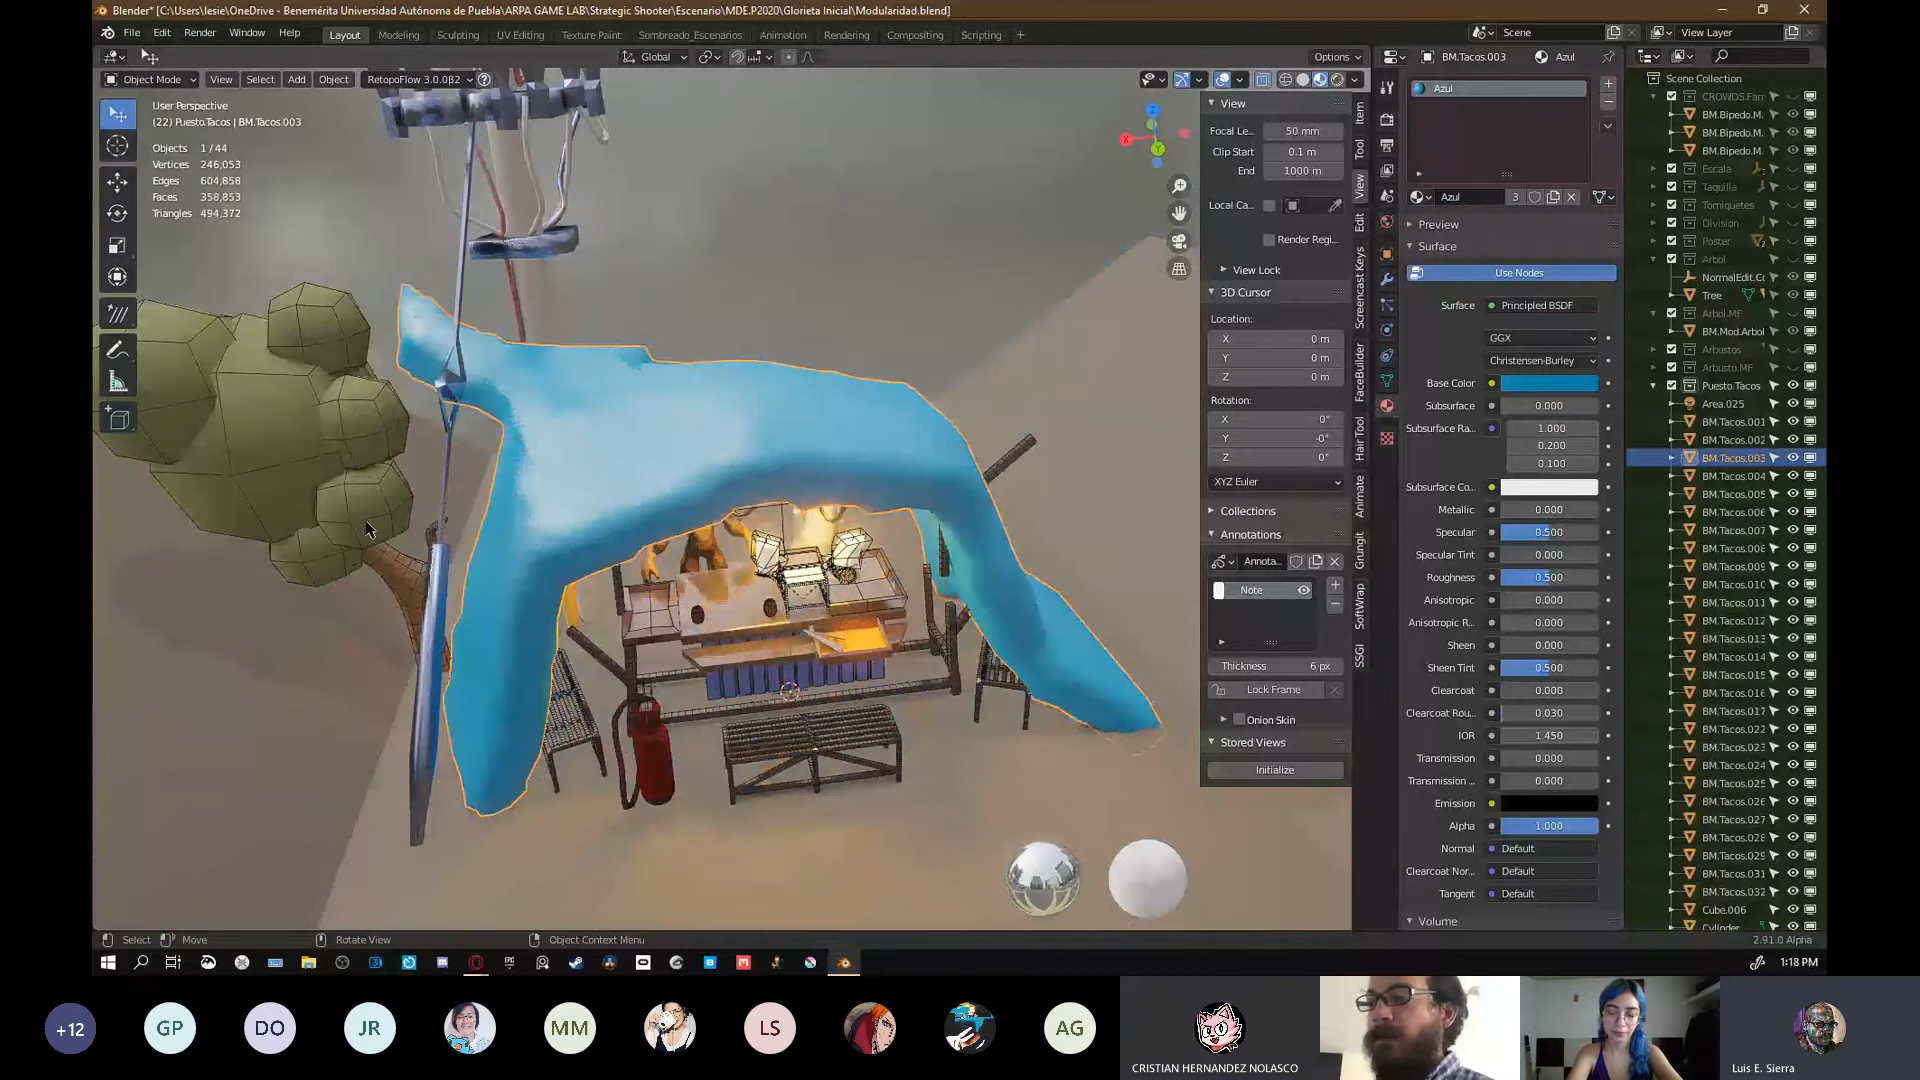 Blender* [C:\Users\lesie\OneDrive - Benemérita Universidad Autónoma de Puebla\ARPA GAME LAB\Strategic Shooter\Escenario\MDE.P2020\Glorieta Inicial\Modularidad.blend]
File Edit Render Window Help Layout Modeling Sculpting UV Editing Texture Paint Sombreado_Escenarios Animation Rendering Compositing Scripting + Scene View Layer
Global Options BM.Tacos.003 Azul
Object Mode View Select Add Object RetopoFlow 3.0.0β2
User Perspective
(22) Puesto.Tacos | BM.Tacos.003
Objects 1 / 44
Vertices 246,053
Edges 604,858
Faces 358,853
Triangles 494,372
X
Y
Z
View
Focal Le... 50 mm
Clip Start 0.1 m
End 1000 m
Local Ca...
Render Regi...
View Lock
3D Cursor
Location:
X 0 m
Y 0 m
Z 0 m
Rotation:
X 0°
Y -0°
Z 0°
XYZ Euler
Collections
Annotations
Annota...
Note
Thickness 6 px
Lock Frame
Onion Skin
Stored Views
Initialize
Item
Tool
View
Edit
Screencast Keys
FaceBuilder
Hair Tool
Animate
Grungit
SoftWrap
SSGI
Azul
Azul 3
Preview
Surface
Use Nodes
Surface Principled BSDF
GGX
Christensen-Burley
Base Color
Subsurface 0.000
Subsurface Ra... 1.000
0.200
0.100
Subsurface Co...
Metallic 0.000
Specular 0.500
Specular Tint 0.000
Roughness 0.500
Anisotropic 0.000
Anisotropic R... 0.000
Sheen 0.000
Sheen Tint 0.500
Clearcoat 0.000
Clearcoat Rou... 0.030
IOR 1.450
Transmission 0.000
Transmission ... 0.000
Emission
Alpha 1.000
Normal Default
Clearcoat Nor... Default
Tangent Default
Volume
Scene Collection
CROWDS.Fam
BM.Bipedo.M.
BM.Bipedo.M.
BM.Bipedo.M.
Escala
Taquilla
Torniquetes
Division
Poster
Arbol
NormalEdit.Co
Tree
Arbol.MF
BM.Mod.Arbol
Arbustos
Arbusto.MF
Puesto.Tacos
Area.025
BM.Tacos.001
BM.Tacos.002
BM.Tacos.003
BM.Tacos.004
BM.Tacos.005
BM.Tacos.006
BM.Tacos.007
BM.Tacos.008
BM.Tacos.009
BM.Tacos.010
BM.Tacos.011
BM.Tacos.012
BM.Tacos.013
BM.Tacos.014
BM.Tacos.015
BM.Tacos.016
BM.Tacos.017
BM.Tacos.022
BM.Tacos.023
BM.Tacos.024
BM.Tacos.025
BM.Tacos.026
BM.Tacos.027
BM.Tacos.028
BM.Tacos.029
BM.Tacos.031
BM.Tacos.032
Cube.006
Cylinder
Select Move Rotate View Object Context Menu 2.91.0 Alpha
1:18 PM
+12 GP DO JR MM LS AG
CRISTIAN HERNANDEZ NOLASCO
Luis E. Sierra